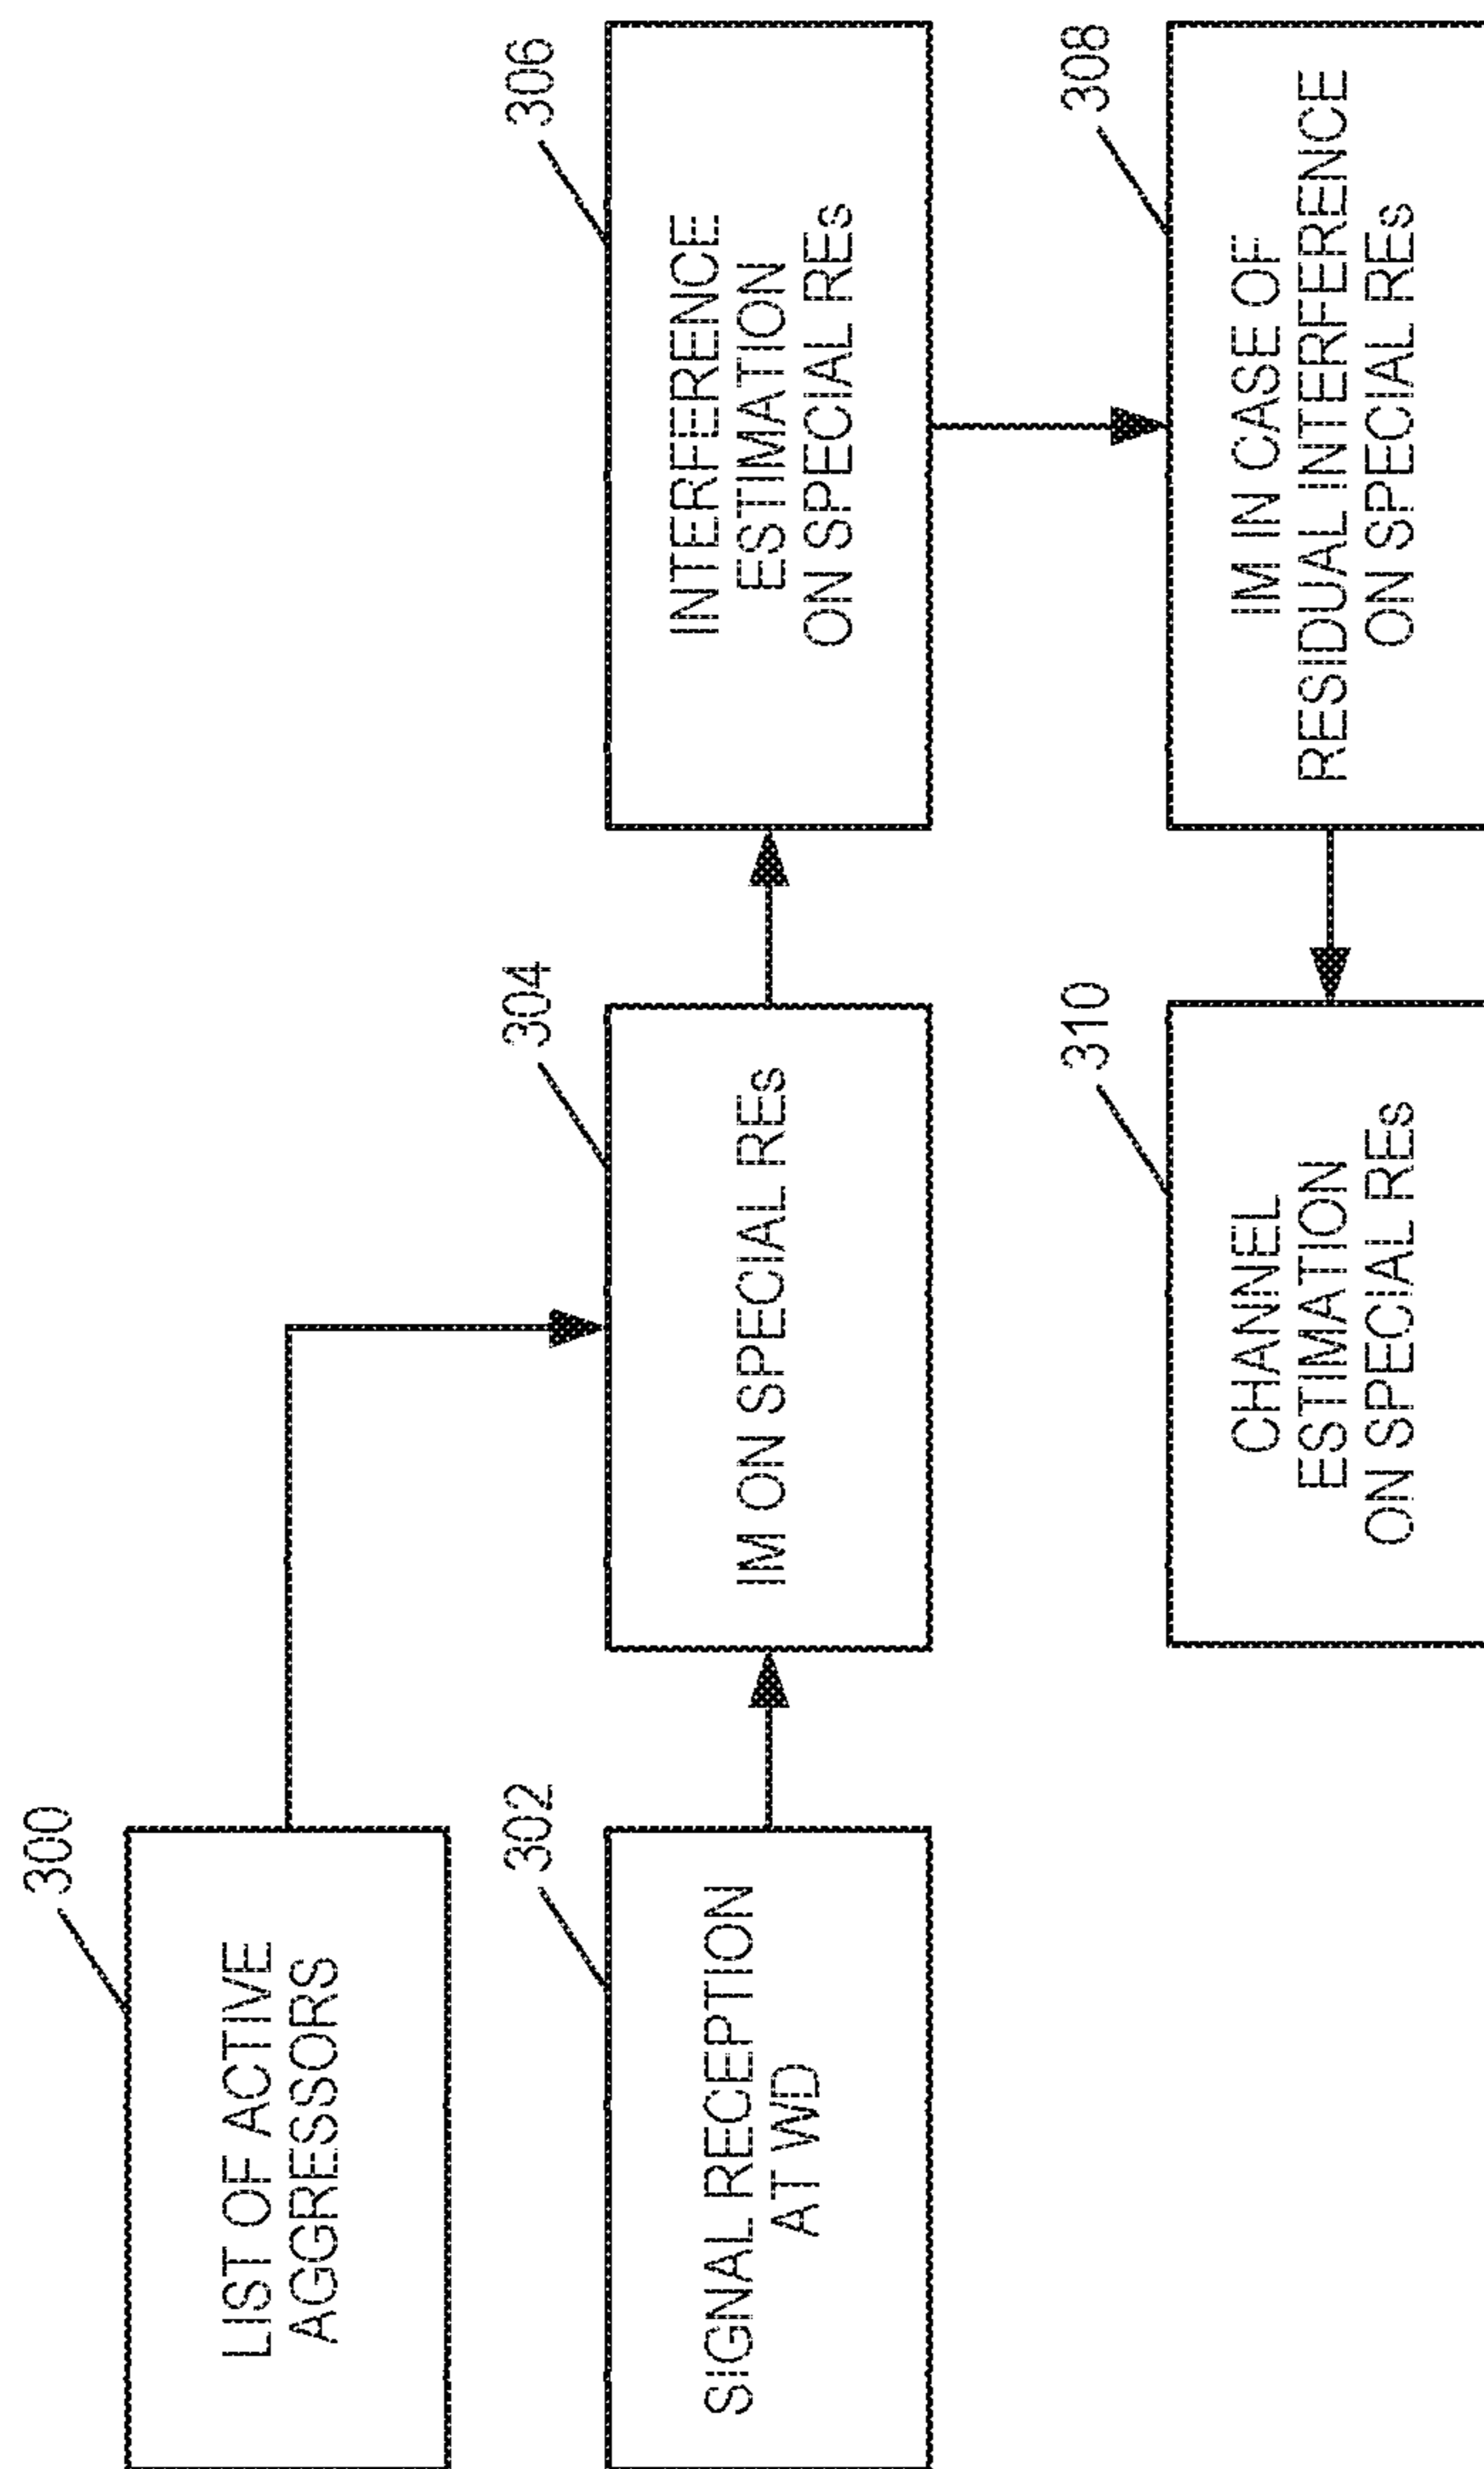 300
LIST OF ACTIVE
AGGRESSORS
302
SIGNAL RECEPTION
AT WD
304
IM ON SPECIAL REs
306
INTERFERENCE
ESTIMATION
ON SPECIAL REs
310
CHANNEL
ESTIMATION
ON SPECIAL REs
308
IM IN CASE OF
RESIDUAL INTERFERENCE
ON SPECIAL REs